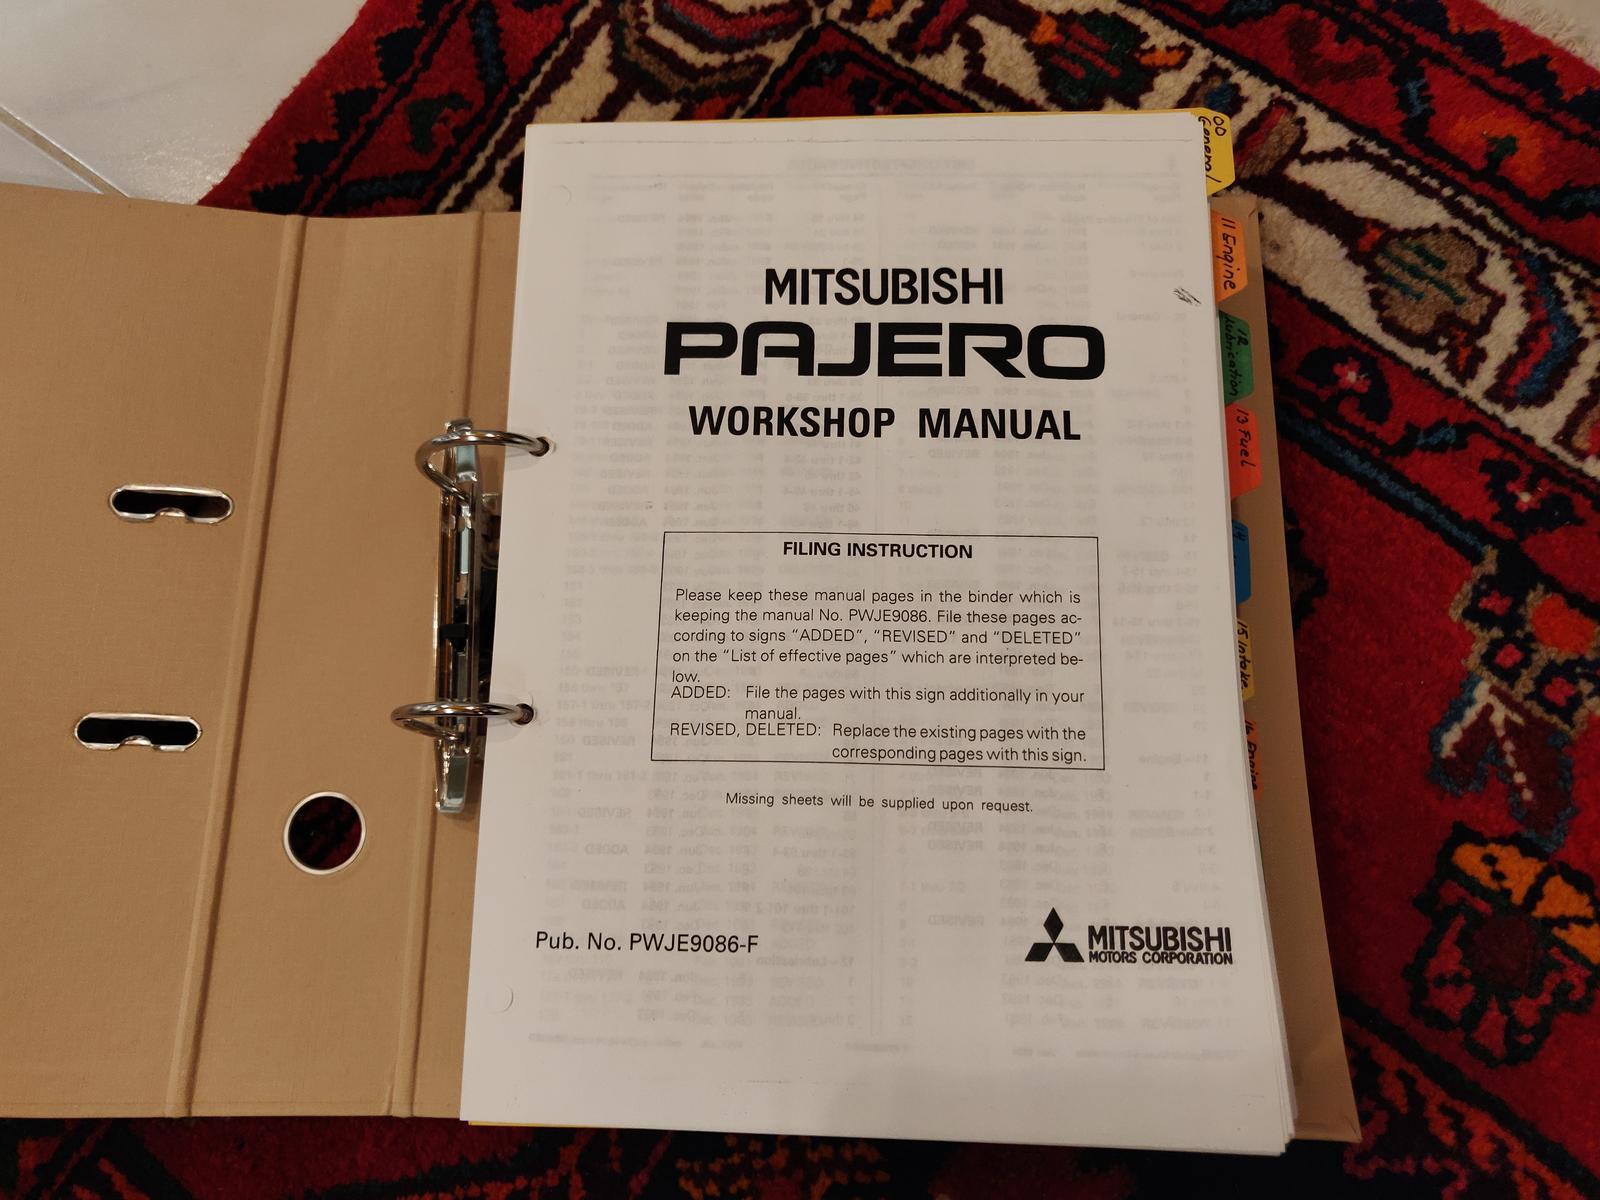 MITSUBISHI
PAJERO
WORKSHOP MANUAL
FILING INSTRUCTION
Please keep these manual pages in the binder which is
keeping the manual No. PWJE9086. File these pages ac-
cording to signs “ADDED”, “REVISED” and “DELETED”
on the “List of effective pages” which are interpreted be-
low.
ADDED: File the pages with this sign additionally in your
manual.
REVISED, DELETED: Replace the existing pages with the
corresponding pages with this sign.
Missing sheets will be supplied upon request.
Pub. No. PWJE9086-F
MITSUBISHI
MOTORS CORPORATION
00
General
11 Engine
12
Lubrication
13 Fuel
14
15 Intake
16 Engine